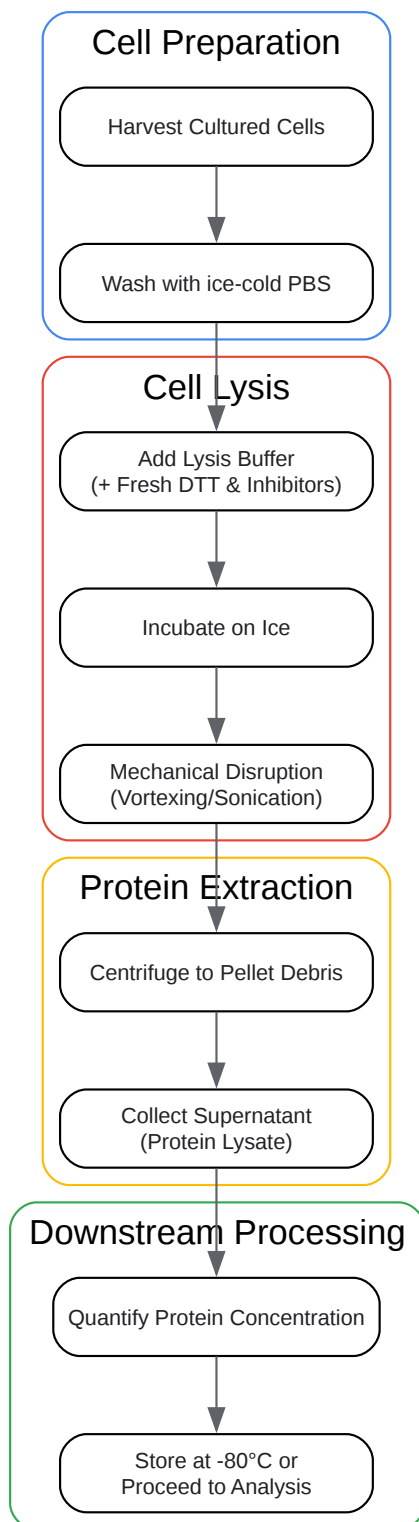 Cell Preparation
Harvest Cultured Cells
Wash with ice-cold PBS
Cell Lysis
Add Lysis Buffer
(+ Fresh DTT & Inhibitors)
Incubate on Ice
Mechanical Disruption
(Vortexing/Sonication)
Protein Extraction
Centrifuge to Pellet Debris
Collect Supernatant
(Protein Lysate)
Downstream Processing
Quantify Protein Concentration
Store at -80°C or
Proceed to Analysis